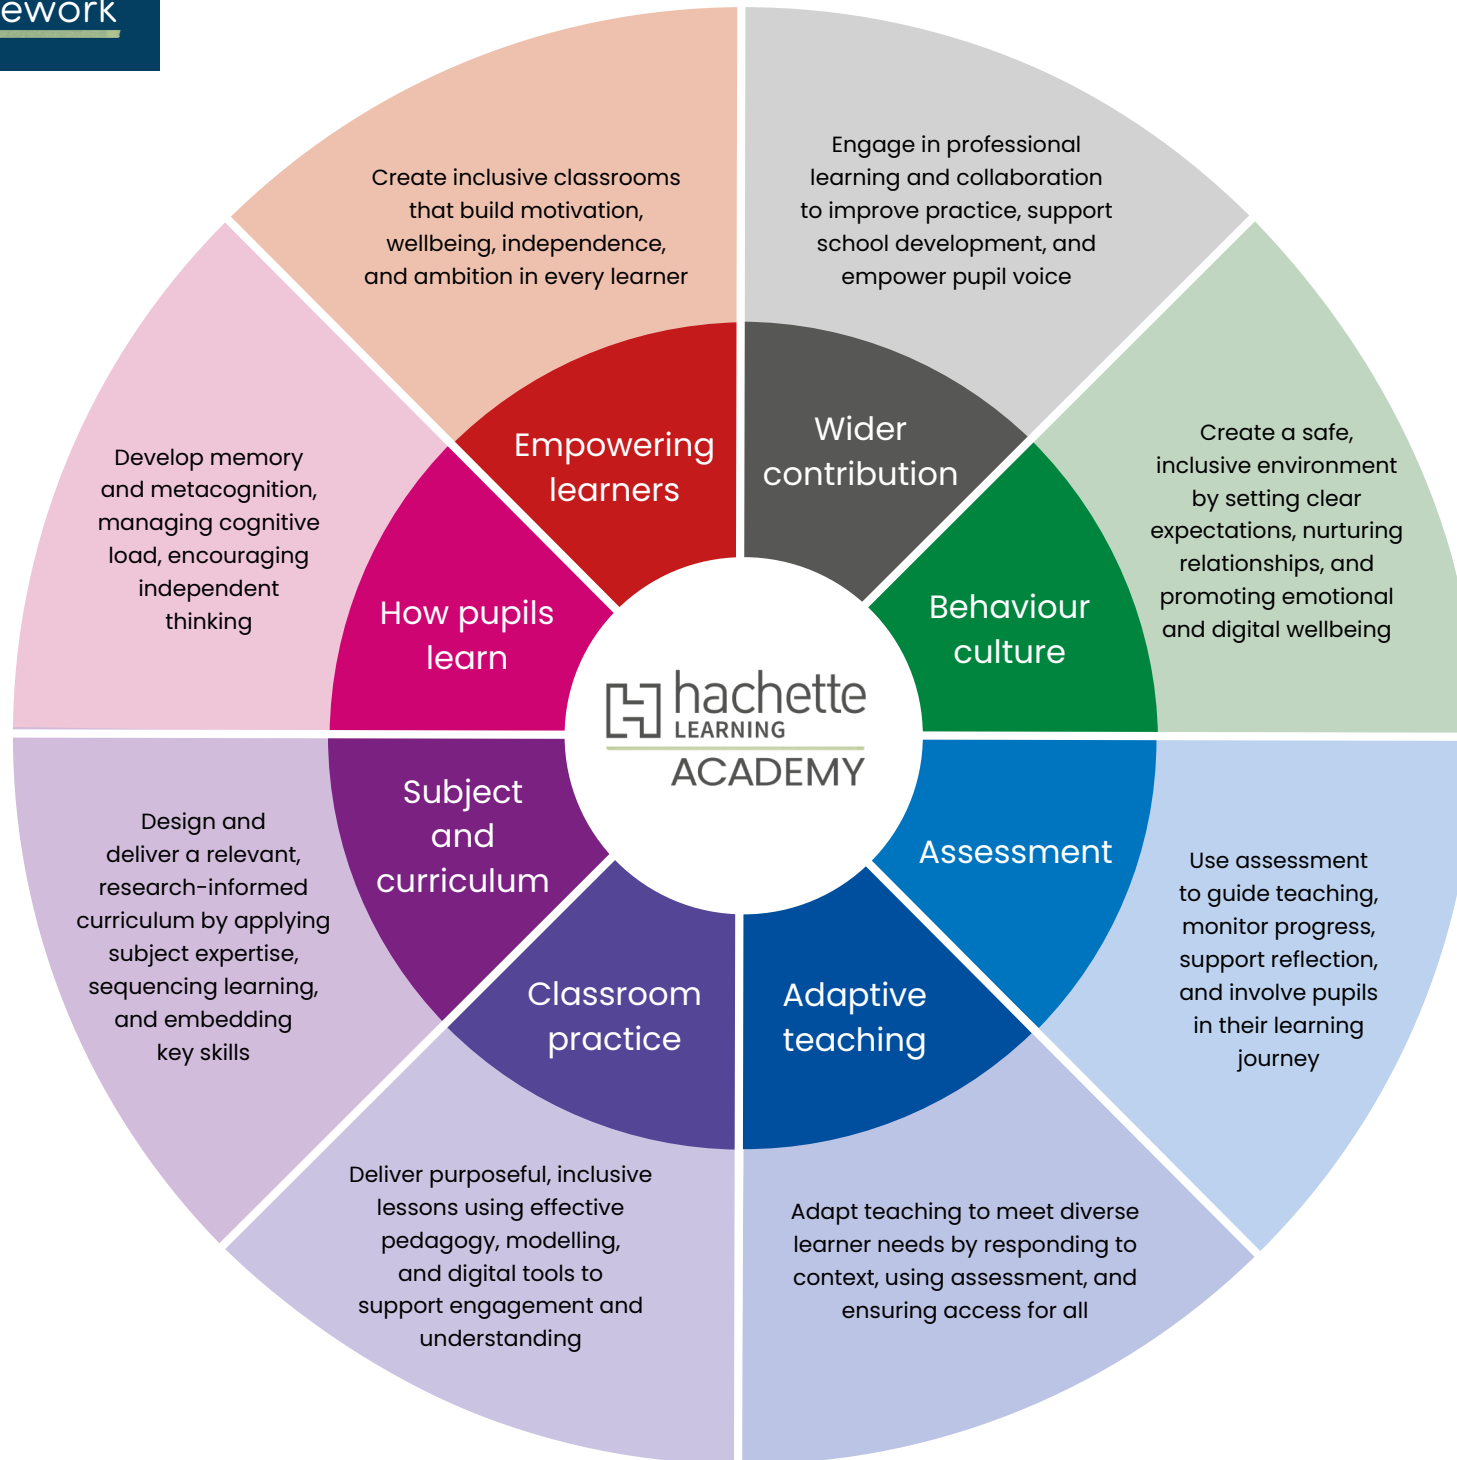 ework
Engage in professional
learning and collaboration
to improve practice, support
school development, and
empower pupil voice
Wider
contribution
Create a safe,
inclusive environment
by setting clear
expectations, nurturing
relationships, and
promoting emotional
and digital wellbeing
Behaviour
culture
Use assessment
to guide teaching,
monitor progress,
support reflection,
and involve pupils
in their learning
journey
Assessment
Adapt teaching to meet diverse
learner needs by responding to
context, using assessment, and
ensuring access for all
Adaptive
teaching
Deliver purposeful, inclusive
lessons using effective
pedagogy, modelling,
and digital tools to
support engagement and
understanding
Classroom
practice
Design and
deliver a relevant,
research-informed
curriculum by applying
subject expertise,
sequencing learning,
and embedding
key skills
Subject
and
curriculum
Develop memory
and metacognition,
managing cognitive
load, encouraging
independent
thinking
How pupils
learn
Create inclusive classrooms
that build motivation,
wellbeing, independence,
and ambition in every learner
Empowering
learners
hachette
LEARNING
ACADEMY